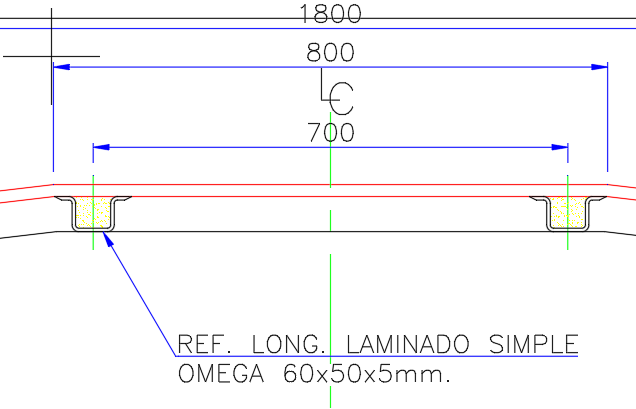 1800
800
℄
700
REF. LONG. LAMINADO SIMPLE
OMEGA 60x50x5mm.